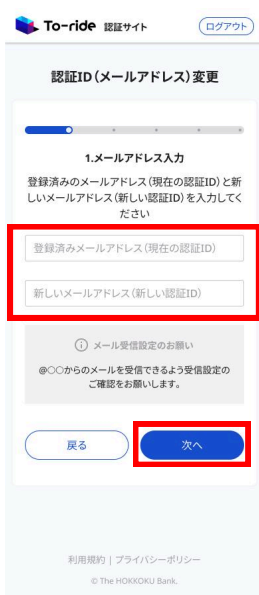 To-ride 認証サイト
ログアウト
認証ID(メールアドレス)変更
1.メールアドレス入力
登録済みのメールアドレス(現在の認証ID)と新
しいメールアドレス(新しい認証ID)を入力してく
ださい
登録済みメールアドレス(現在の認証ID)
新しいメールアドレス(新しい認証ID)
メール受信設定のお願い
@○○からのメールを受信できるよう受信設定の
ご確認をお願いします。
戻る
次へ
利用規約 | プライバシーポリシー
© The HOKKOKU Bank.